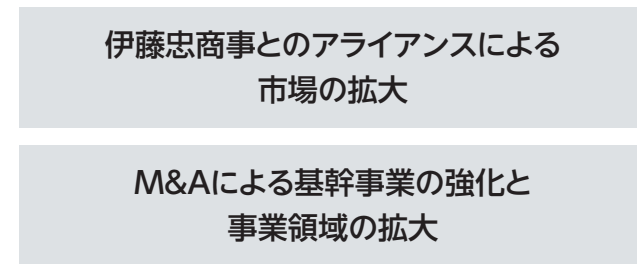 伊藤忠商事とのアライアンスによる
市場の拡大
M&Aによる基幹事業の強化と
事業領域の拡大